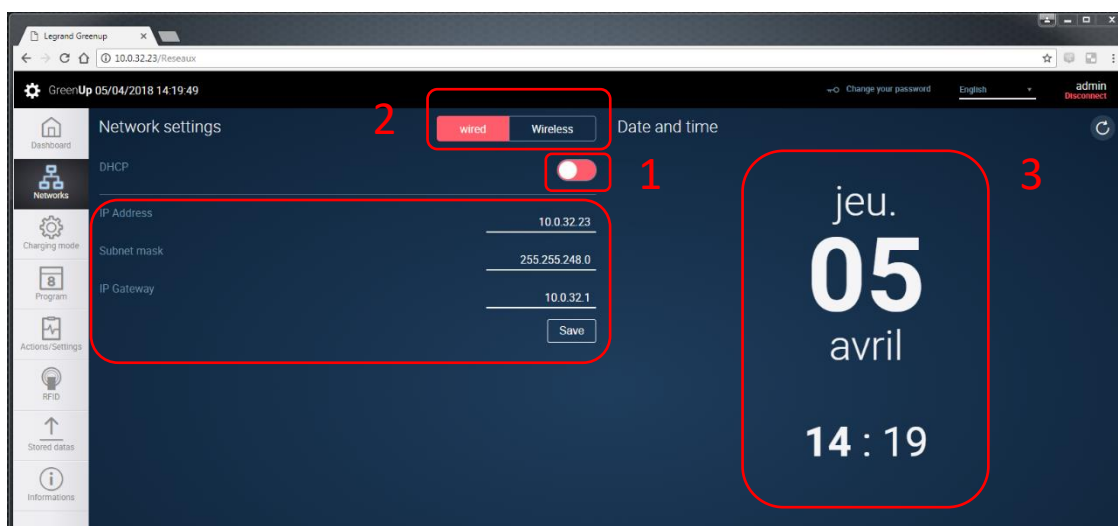 Legrand Greenup
10.0.32.23/Reseaux
GreenUp 05/04/2018 14:19:49
Change your password
English
admin
Disconnect
Dashboard
Networks
Charging mode
8
Program
Actions/Settings
RFID
Stored datas
Informations
Network settings
2
wired
Wireless
DHCP
1
IP Address
10.0.32.23
Subnet mask
255.255.248.0
IP Gateway
10.0.32.1
Save
Date and time
3
jeu.
05
avril
14 : 19